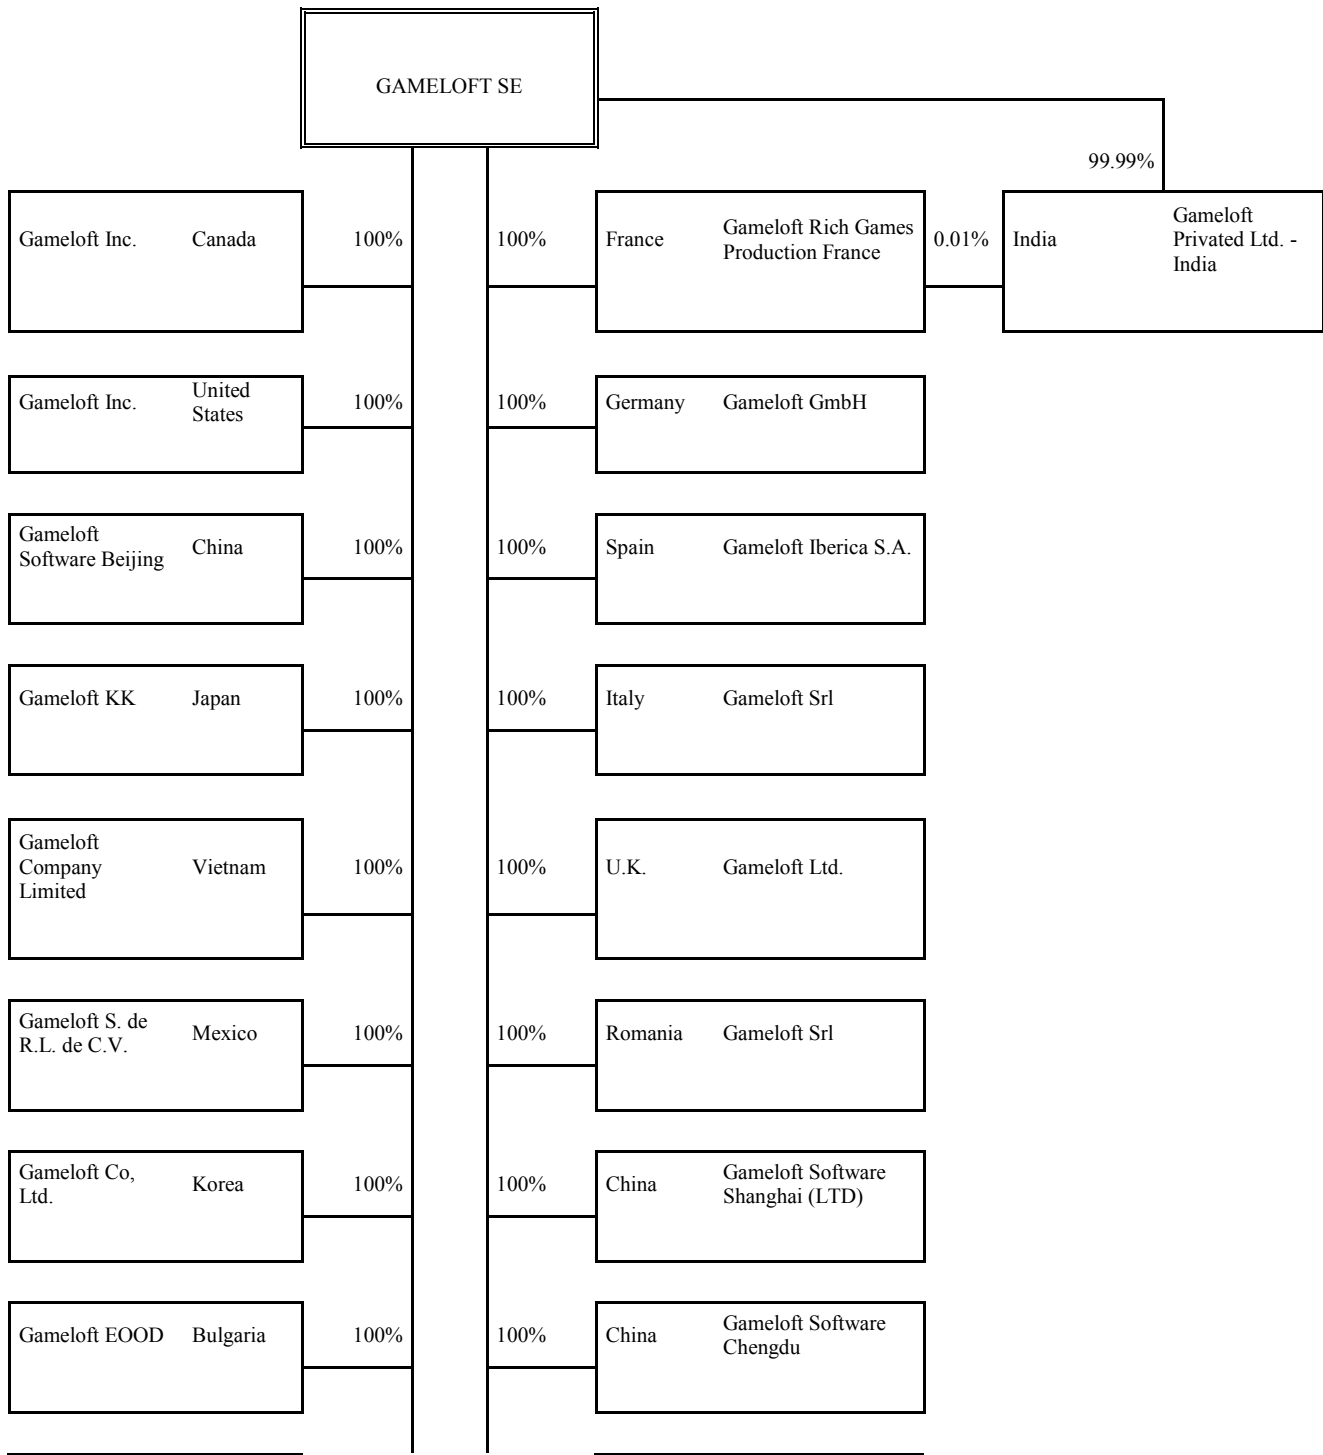 GAMELOFT SE
99.99%
Gameloft Inc. Canada 100% 100% France Gameloft Rich Games
Production France
0.01% India Gameloft
Privated Ltd. -
India
Gameloft Inc. United
States
100% 100% Germany Gameloft GmbH
Gameloft
Software Beijing
China 100% 100% Spain Gameloft Iberica S.A.
Gameloft KK Japan 100% 100% Italy Gameloft Srl
Gameloft
Company
Limited
Vietnam 100% 100% U.K. Gameloft Ltd.
Gameloft S. de
R.L. de C.V.
Mexico 100% 100% Romania Gameloft Srl
Gameloft Co,
Ltd.
Korea 100% 100% China Gameloft Software
Shanghai (LTD)
Gameloft EOOD Bulgaria 100% 100% China Gameloft Software
Chengdu